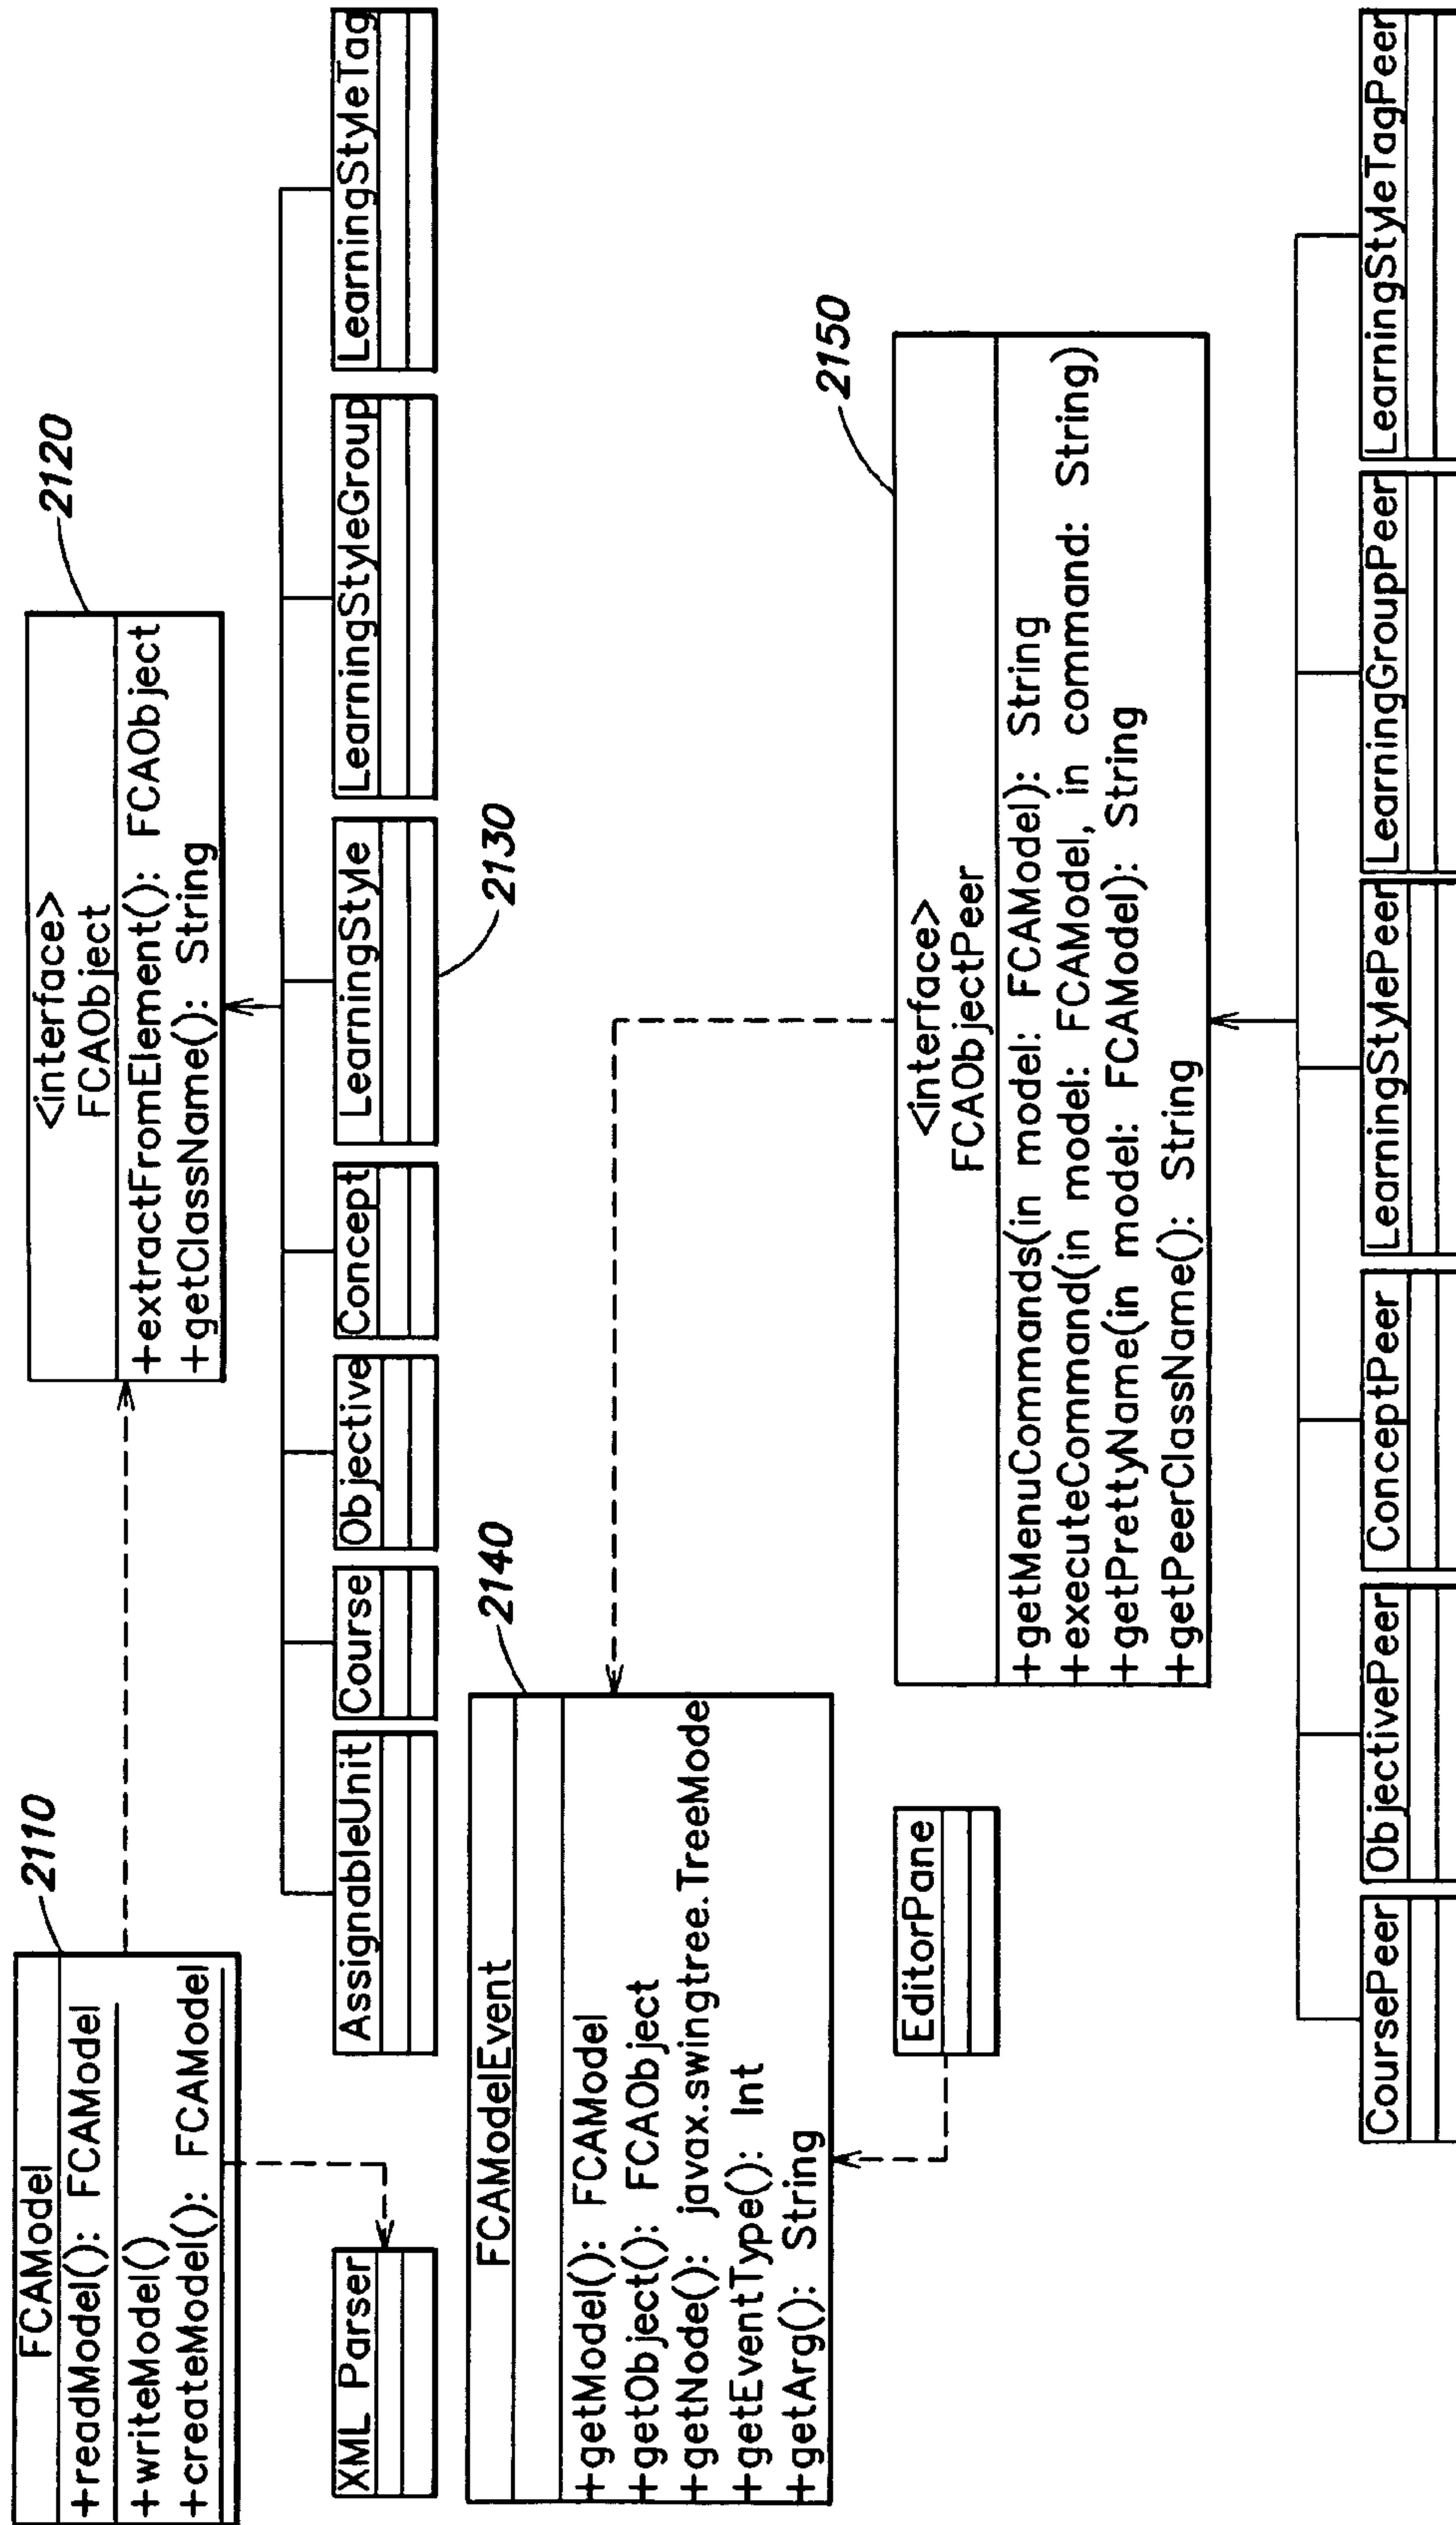 FCAModel
+readModel(): FCAModel
+writeModel()
+createModel(): FCAModel
2110
<interface>
FCAObject
+extractFromElement(): FCAObject
+getClassName(): String
2120
XML Parser
AssignableUnit
Course
Objective
Concept
LearningStyle
LearningStyleGroup
LearningStyleTag
2130
FCAModelEvent
+getModel(): FCAModel
+getObject(): FCAObject
+getNode(): javax.swingtree.TreeMode
+getEventType(): Int
+getArg(): String
2140
EditorPane
<interface>
FCAObjectPeer
+getMenuCommands(in model: FCAModel): String
+executeCommand(in model: FCAModel, in command: String)
+getPrettyName(in model: FCAModel): String
+getPeerClassName(): String
2150
CoursePeer
ObjectivePeer
ConceptPeer
LearningStylePeer
LearningGroupPeer
LearningStyleTagPeer